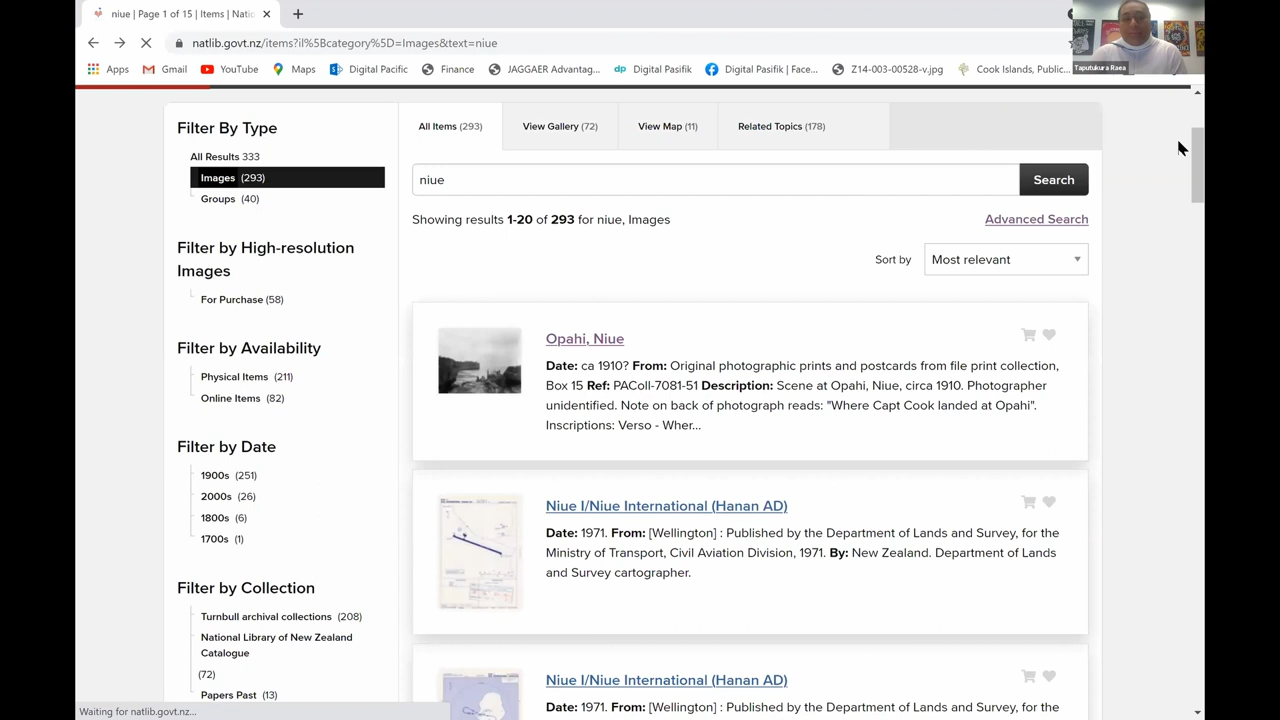 niue | Page 1 of 15 | Items | Natio
natlib.govt.nz/items?il%5Bcategory%5D=Images&text=niue
Apps Gmail YouTube Maps Digital Pacific Finance JAGGAER Advantag... dp Digital Pasifik Digital Pasifik | Face... Z14-003-00528-v.jpg Cook Islands, Public...
Taputukura Raea
Filter By Type
All Results 333
Images (293)
Groups (40)
Filter by High-resolution
Images
For Purchase (58)
Filter by Availability
Physical Items (211)
Online Items (82)
Filter by Date
1900s (251)
2000s (26)
1800s (6)
1700s (1)
Filter by Collection
Turnbull archival collections (208)
National Library of New Zealand
Catalogue
(72)
Papers Past (13)
All Items (293) View Gallery (72) View Map (11) Related Topics (178)
niue Search
Showing results 1-20 of 293 for niue, Images Advanced Search
Sort by Most relevant
Opahi, Niue
Date: ca 1910? From: Original photographic prints and postcards from file print collection,
Box 15 Ref: PAColl-7081-51 Description: Scene at Opahi, Niue, circa 1910. Photographer
unidentified. Note on back of photograph reads: "Where Capt Cook landed at Opahi".
Inscriptions: Verso - Wher...
Niue I/Niue International (Hanan AD)
Date: 1971. From: [Wellington] : Published by the Department of Lands and Survey, for the
Ministry of Transport, Civil Aviation Division, 1971. By: New Zealand. Department of Lands
and Survey cartographer.
Niue I/Niue International (Hanan AD)
Date: 1971. From: [Wellington] : Published by the Department of Lands and Survey, for the
Waiting for natlib.govt.nz...